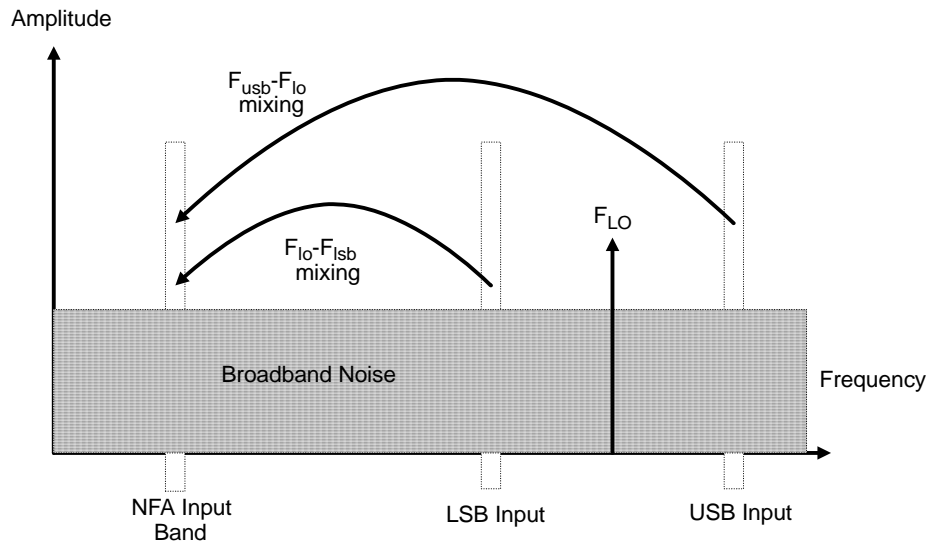 Amplitude
Fusb-Flo
mixing
FLO
Flo-Flsb
mixing
Broadband Noise
Frequency
NFA Input
Band
LSB Input
USB Input